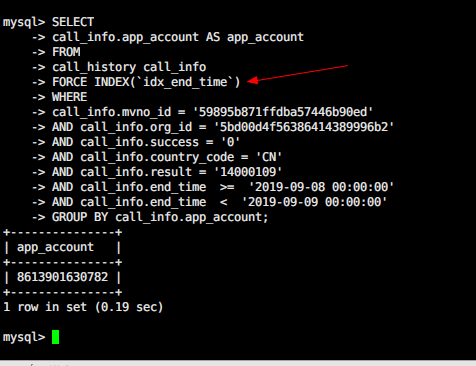 mysql> SELECT
    -> call_info.app_account AS app_account
    -> FROM
    -> call_history call_info
    -> FORCE INDEX(`idx_end_time`)
    -> WHERE
    -> call_info.mvno_id = '59895b871ffdba57446b90ed'
    -> AND call_info.org_id = '5bd00d4f56386414389996b2'
    -> AND call_info.success = '0'
    -> AND call_info.country_code = 'CN'
    -> AND call_info.result = '14000109'
    -> AND call_info.end_time  >=  '2019-09-08 00:00:00'
    -> AND call_info.end_time  <  '2019-09-09 00:00:00'
    -> GROUP BY call_info.app_account;
+---------------+
| app_account   |
+---------------+
| 8613901630782 |
+---------------+
1 row in set (0.19 sec)
mysql>